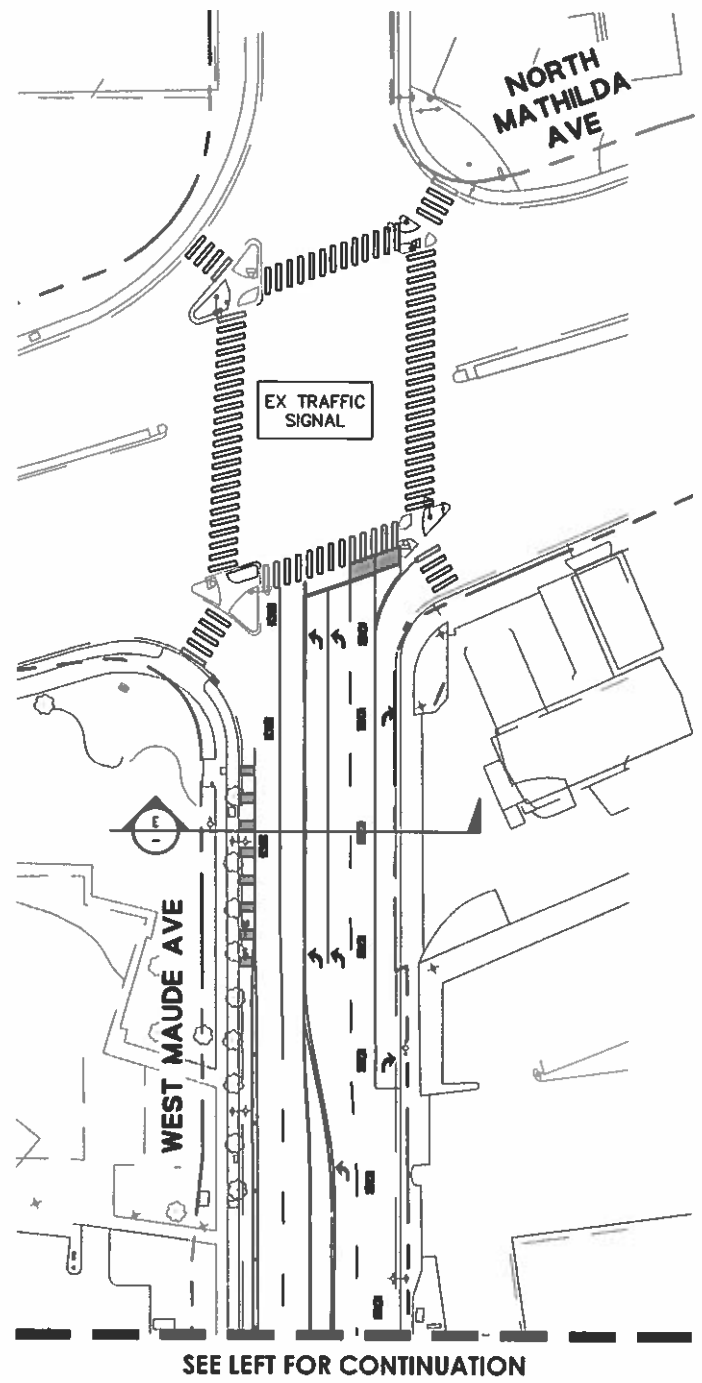 NORTH
MATHILDA
AVE
EX TRAFFIC
SIGNAL
E
WEST MAUDE AVE
SEE LEFT FOR CONTINUATION